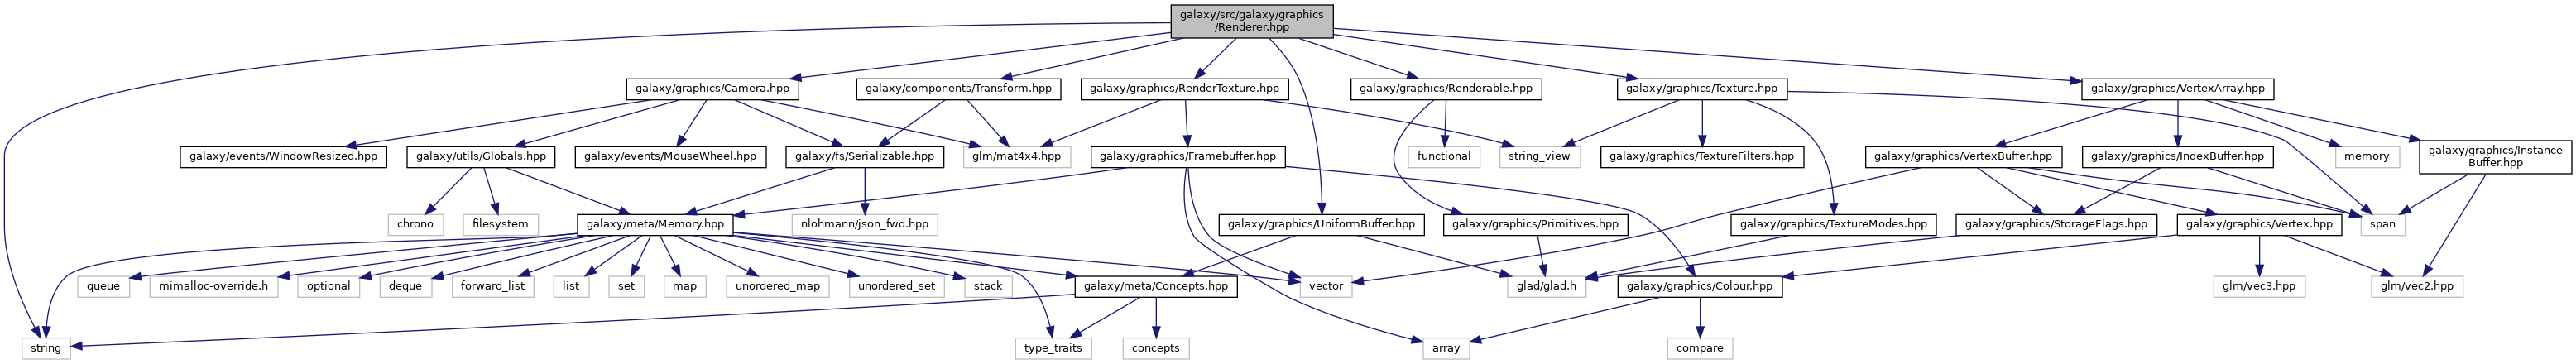 galaxy/src/galaxy/graphics
/Renderer.hpp
galaxy/graphics/Camera.hpp
galaxy/components/Transform.hpp
galaxy/graphics/RenderTexture.hpp
galaxy/graphics/Renderable.hpp
galaxy/graphics/Texture.hpp
galaxy/graphics/VertexArray.hpp
galaxy/events/WindowResized.hpp
galaxy/utils/Globals.hpp
galaxy/events/MouseWheel.hpp
galaxy/fs/Serializable.hpp
glm/mat4x4.hpp
galaxy/graphics/Framebuffer.hpp
functional
string_view
galaxy/graphics/TextureFilters.hpp
galaxy/graphics/VertexBuffer.hpp
galaxy/graphics/IndexBuffer.hpp
memory
galaxy/graphics/Instance
Buffer.hpp
chrono
filesystem
galaxy/meta/Memory.hpp
nlohmann/json_fwd.hpp
galaxy/graphics/UniformBuffer.hpp
galaxy/graphics/Primitives.hpp
galaxy/graphics/TextureModes.hpp
galaxy/graphics/StorageFlags.hpp
galaxy/graphics/Vertex.hpp
span
queue
mimalloc-override.h
optional
deque
forward_list
list
set
map
unordered_map
unordered_set
stack
galaxy/meta/Concepts.hpp
vector
glad/glad.h
galaxy/graphics/Colour.hpp
glm/vec3.hpp
glm/vec2.hpp
string
type_traits
concepts
array
compare